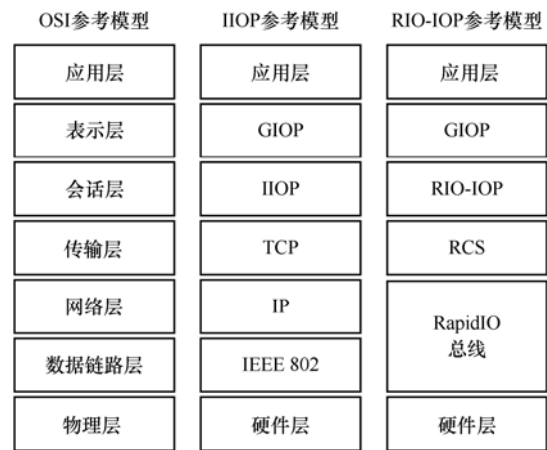 OSI参考模型 IIOP参考模型 RIO-IOP参考模型
应用层 应用层 应用层
表示层 GIOP GIOP
会话层 IIOP RIO-IOP
传输层 TCP RCS
网络层 IP RapidIO
总线
数据链路层 IEEE 802
物理层 硬件层 硬件层